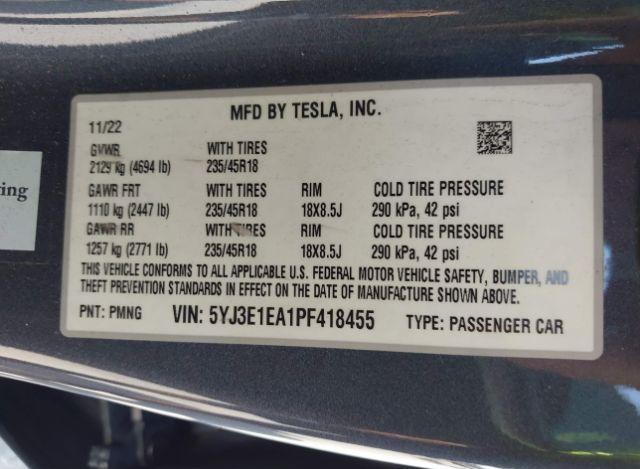 MFD BY TESLA, INC.
11/22
GVWR WITH TIRES
2129 kg (4694 lb) 235/45R18
GAWR FRT WITH TIRES RIM COLD TIRE PRESSURE
1110 kg (2447 lb) 235/45R18 18X8.5J 290 kPa, 42 psi
GAWR RR WITH TIRES RIM COLD TIRE PRESSURE
1257 kg (2771 lb) 235/45R18 18X8.5J 290 kPa, 42 psi
THIS VEHICLE CONFORMS TO ALL APPLICABLE U.S. FEDERAL MOTOR VEHICLE SAFETY, BUMPER, AND
THEFT PREVENTION STANDARDS IN EFFECT ON THE DATE OF MANUFACTURE SHOWN ABOVE.
PNT: PMNG VIN: 5YJ3E1EA1PF418455 TYPE: PASSENGER CAR